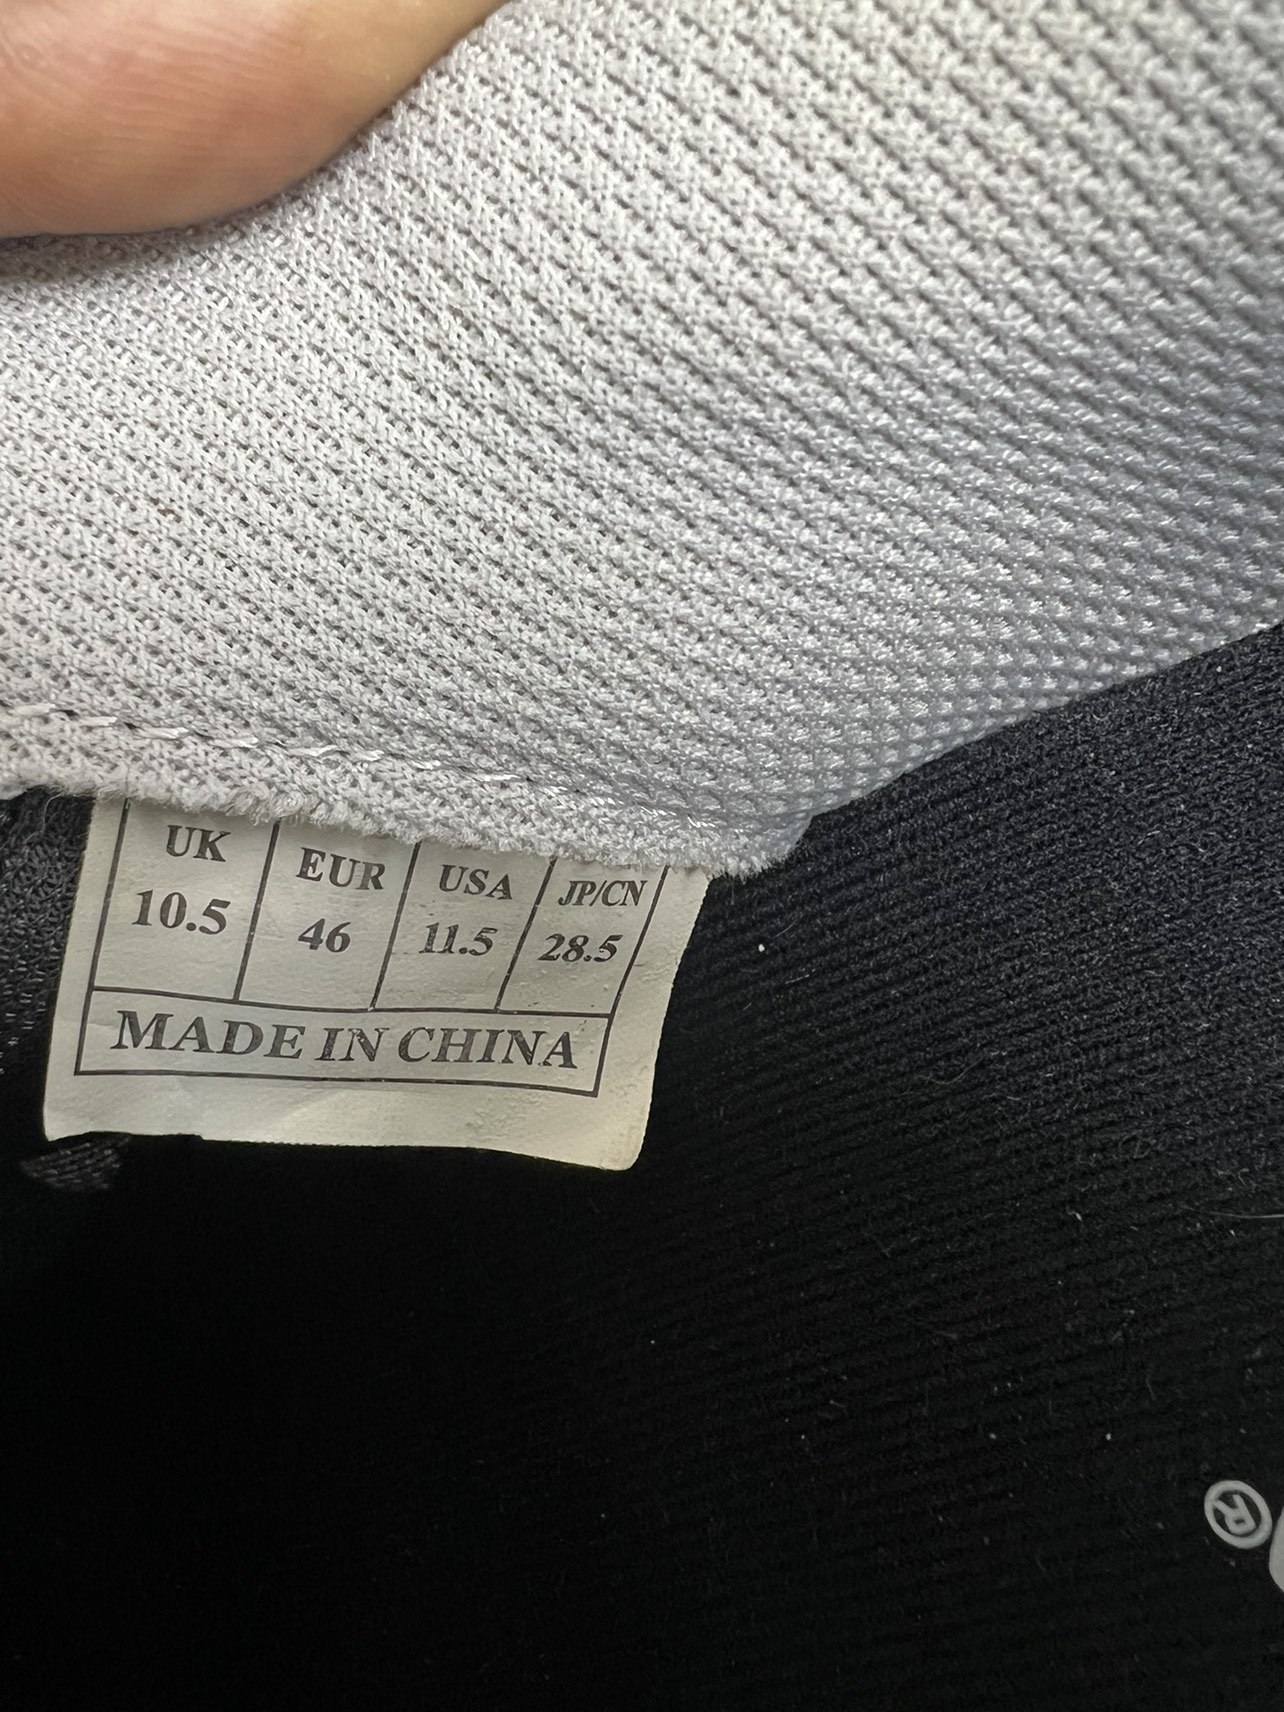 UK EUR USA JP/CN
10.5 46 11.5 28.5
MADE IN CHINA
®